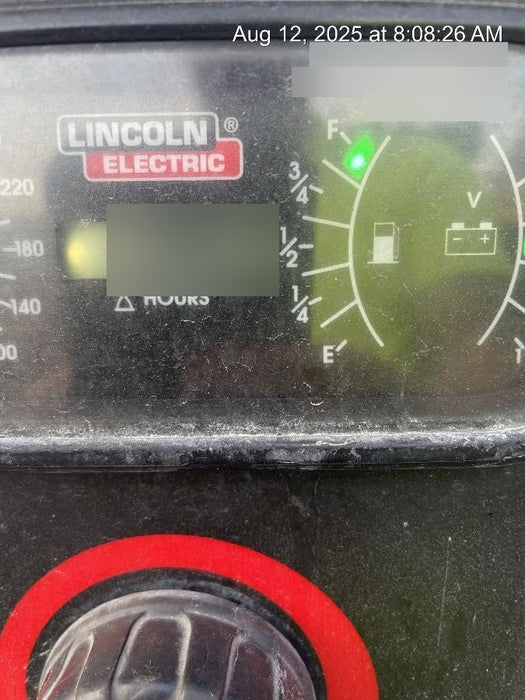 Aug 12, 2025 at 8:08:26 AM
LINCOLN ®
ELECTRIC
220
180
140
HOURS
F
3/4
1/2
1/4
E
V
- +